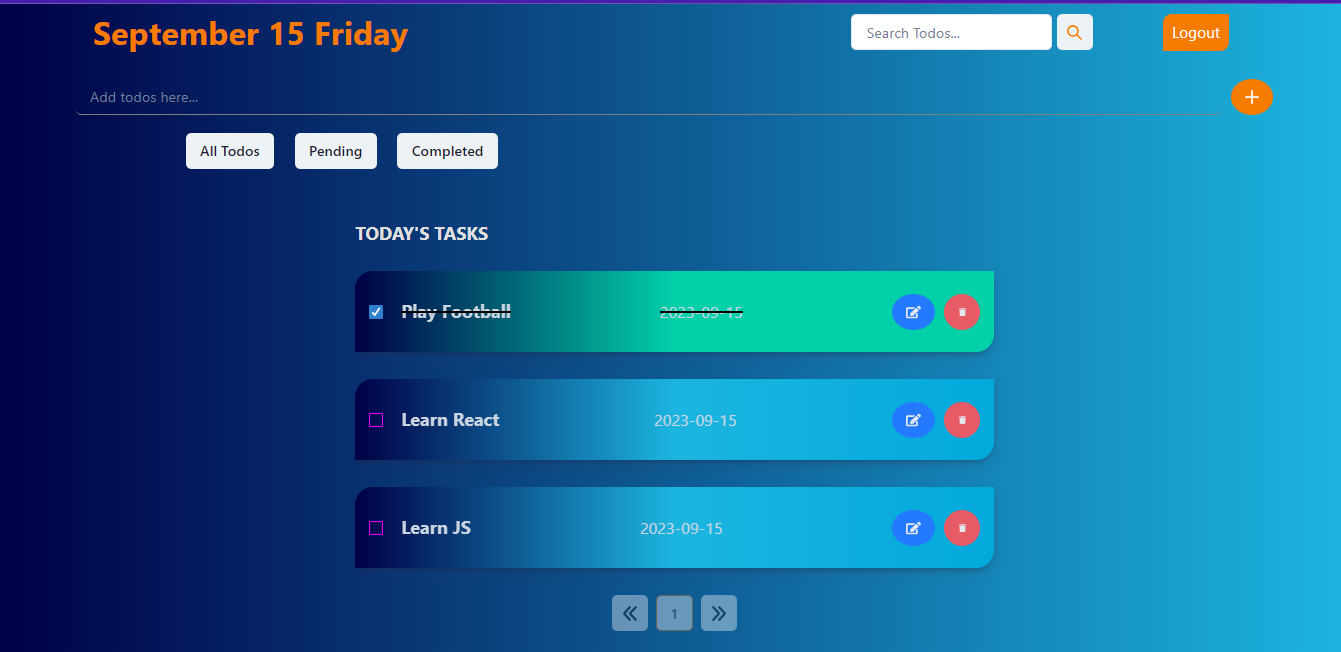 September 15 Friday
Search Todos...
Logout
Add todos here...
All Todos
Pending
Completed
TODAY'S TASKS
Play Football 2023-09-15
Learn React 2023-09-15
Learn JS 2023-09-15
1